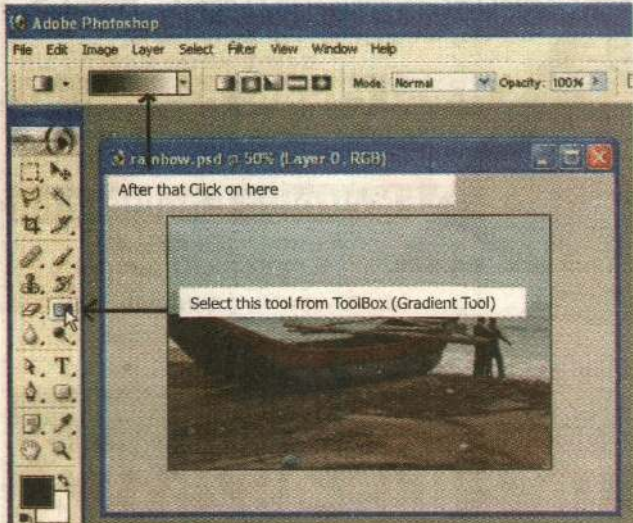 Adobe Photoshop
File Edit Image Layer Select Filter View Window Help
Mode: Normal Opacity: 100%
rainbow.psd @ 50% (Layer 0, RGB)
After that Click on here
Select this tool from ToolBox (Gradient Tool)
T